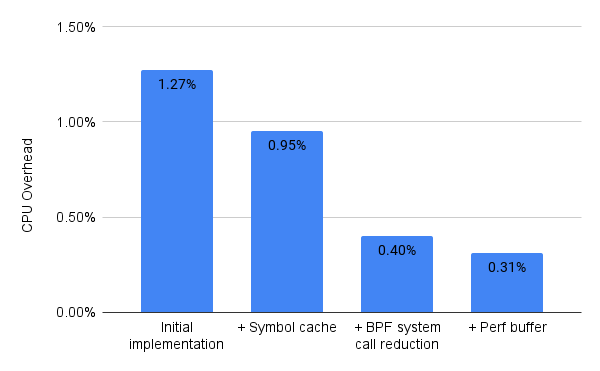 1.50%
1.00%
0.50%
0.00%
CPU Overhead
1.27%
0.95%
0.40%
0.31%
Initial
implementation
+ Symbol cache
+ BPF system
call reduction
+ Perf buffer